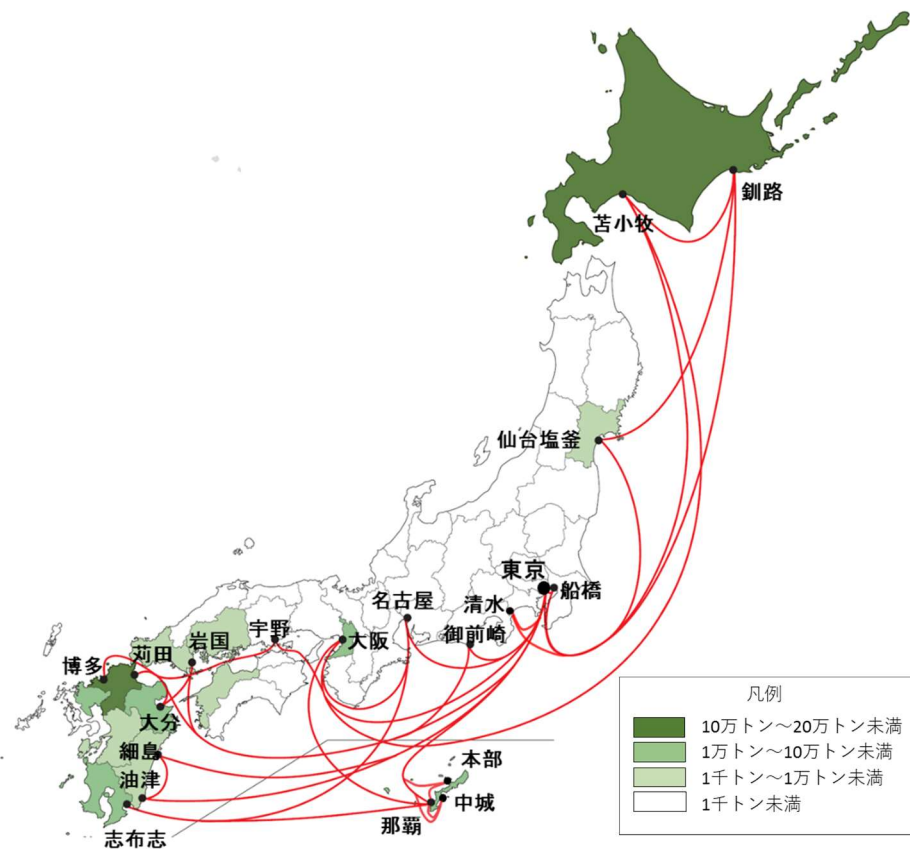 釧路
苫小牧
仙台塩釜
東京
船橋
名古屋
清水
御前崎
宇野
大阪
岩国
苅田
博多
大分
細島
油津
志布志
本部
中城
那覇
凡例
10万トン～20万トン未満
1万トン～10万トン未満
1千トン～1万トン未満
1千トン未満